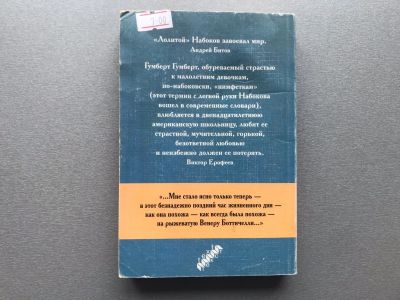 200=
«Лолитой» Набоков завоевал мир.
Андрей Битов
Гумберт Гумберт, обуреваемый страстью
к малолетним девочкам,
по-набоковски, «нимфеткам»
(этот термин с легкой руки Набокова
вошел в современные словари),
влюбляется в двенадцатилетнюю
американскую школьницу, любит ее
страстной, мучительной, горькой,
безответной любовью
и неизбежно должен ее потерять.
Виктор Ерофеев
«...Мне стало ясно только теперь —
в этот безнадежно поздний час жизненного дня —
как она похожа — как всегда была похожа —
на рыжеватую Венеру Боттичелли...»